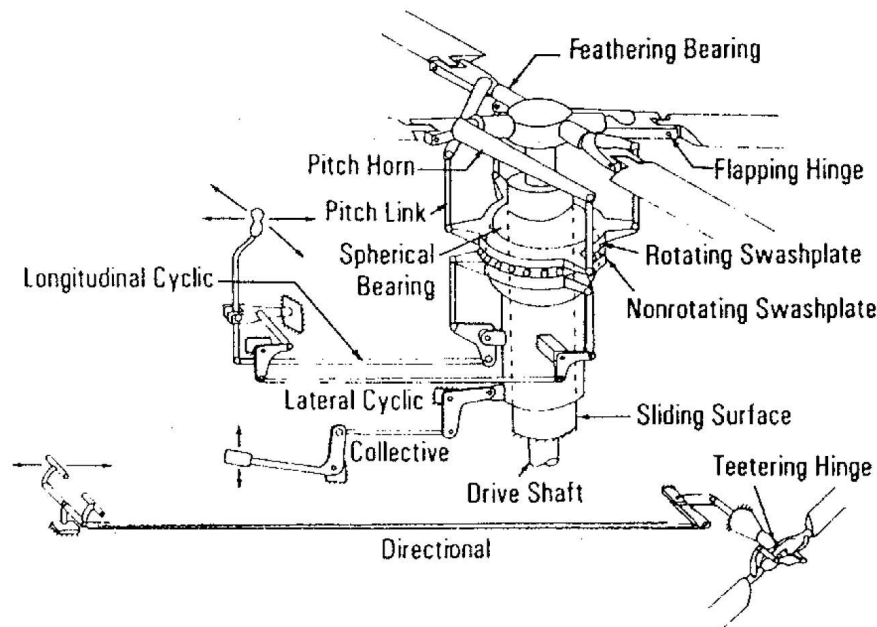 Feathering Bearing
Pitch Horn
Flapping Hinge
Pitch Link
Spherical
Bearing
Rotating Swashplate
Longitudinal Cyclic
Nonrotating Swashplate
Lateral Cyclic
Sliding Surface
Collective
Teetering Hinge
Drive Shaft
Directional